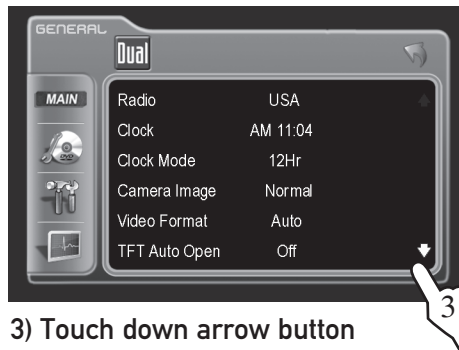 GENERAL
Dual
MAIN
Radio USA
Clock AM 11:04
Clock Mode 12Hr
Camera Image Normal
Video Format Auto
TFT Auto Open Off
DVD
3
3) Touch down arrow button